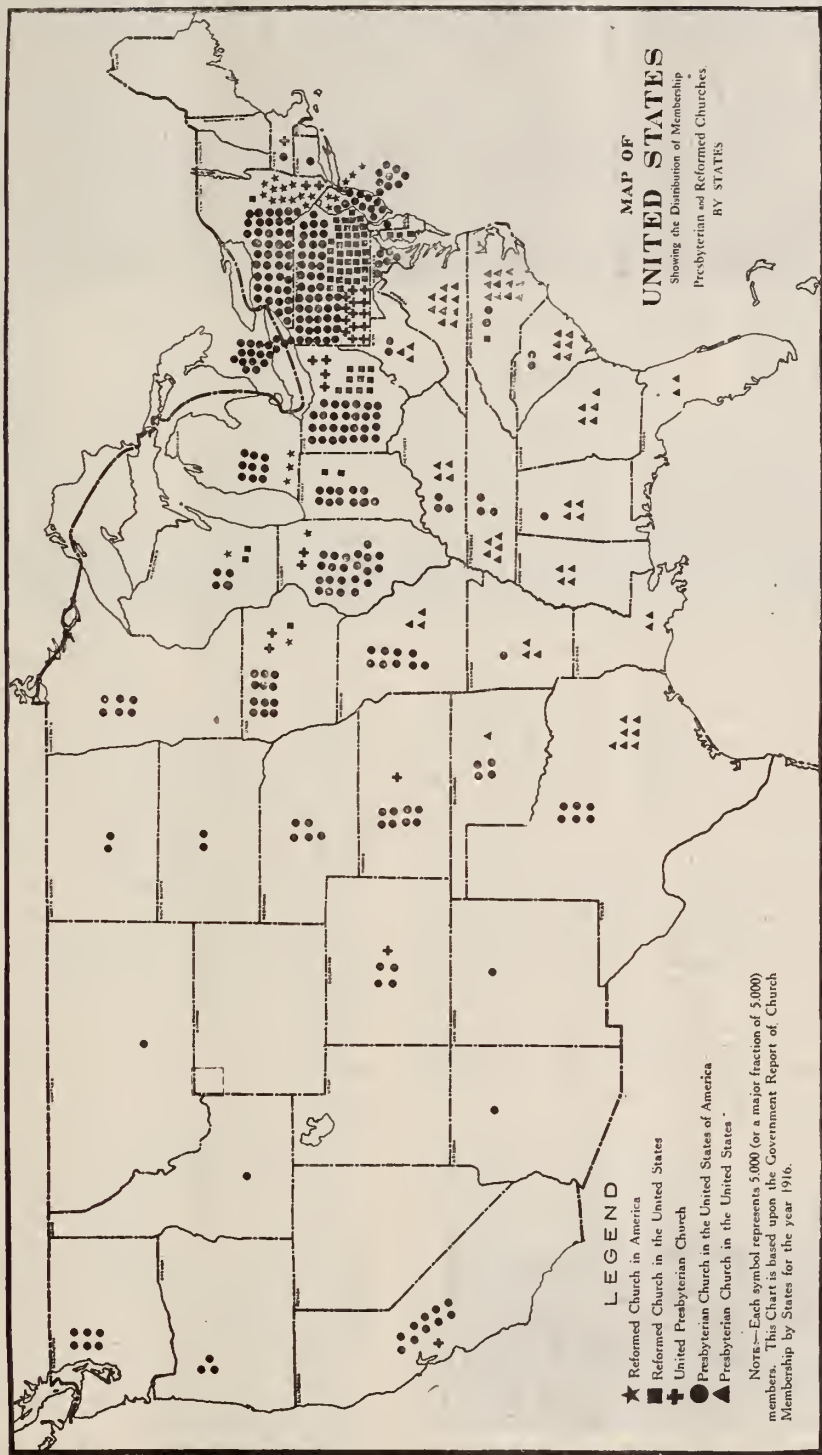 MAP OF
UNITED STATES
Showing the Distribution of Membership
Presbyterian and Reformed Churches
BY STATES
LEGEND
★ Reformed Church in America
■ Reformed Church in the United States
✚ United Presbyterian Church
● Presbyterian Church in the United States of America
▲ Presbyterian Church in the United States
NOTE:—Each symbol represents 5,000 (or a major fraction of 5,000)
members. This Chart is based upon the Government Report of Church
Membership by States for the year 1916.